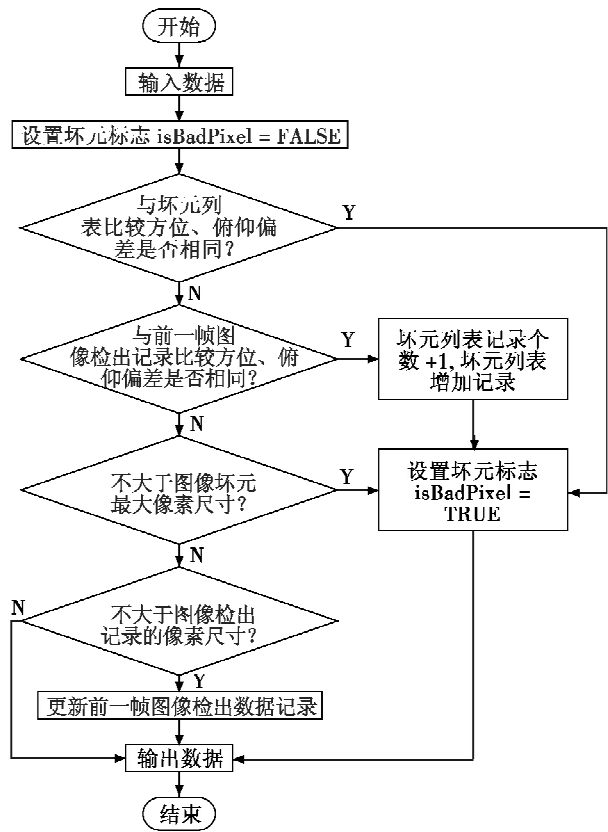 开始
输入数据
设置坏元标志 isBadPixel = FALSE
与坏元列
表比较方位、俯仰偏
差是否相同？
Y
N
与前一帧图
像检出记录比较方位、俯
仰偏差是否相同？
Y
坏元列表记录个
数 +1, 坏元列表
增加记录
N
不大于图像坏元
最大像素尺寸？
Y
设置坏元标志
isBadPixel =
TRUE
N
不大于图像检出
记录的像素尺寸？
N
Y
更新前一帧图像检出数据记录
输出数据
结束